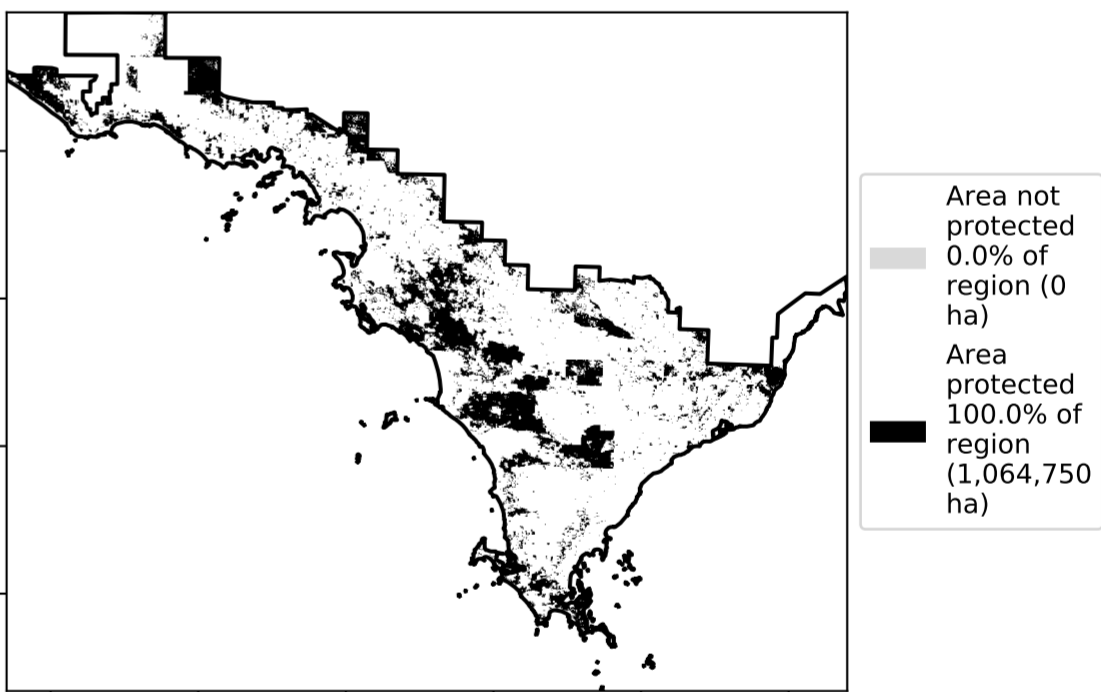 Area not
protected
0.0% of
region (0
ha)
Area
protected
100.0% of
region
(1,064,750
ha)